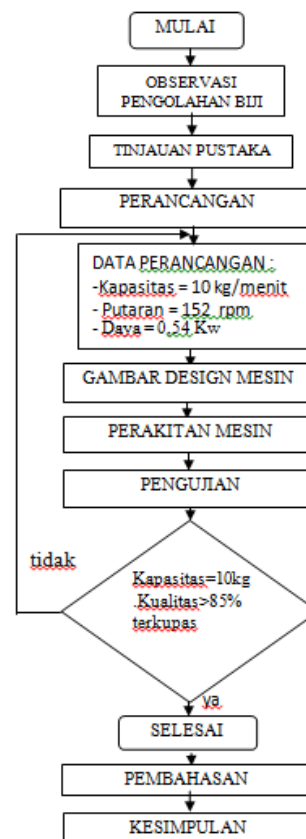 MULAI
OBSERVASI
PENGOLAHAN BIJI
TINJAUAN PUSTAKA
PERANCANGAN
DATA PERANCANGAN :
-Kapasitas = 10 kg/menit
- Putaran = 152 rpm
- Daya = 0,54 Kw
GAMBAR DESIGN MESIN
PERAKITAN MESIN
PENGUJIAN
tidak
Kapasitas=10kg
.Kualitas>85%
terkupas
ya
SELESAI
PEMBAHASAN
KESIMPULAN